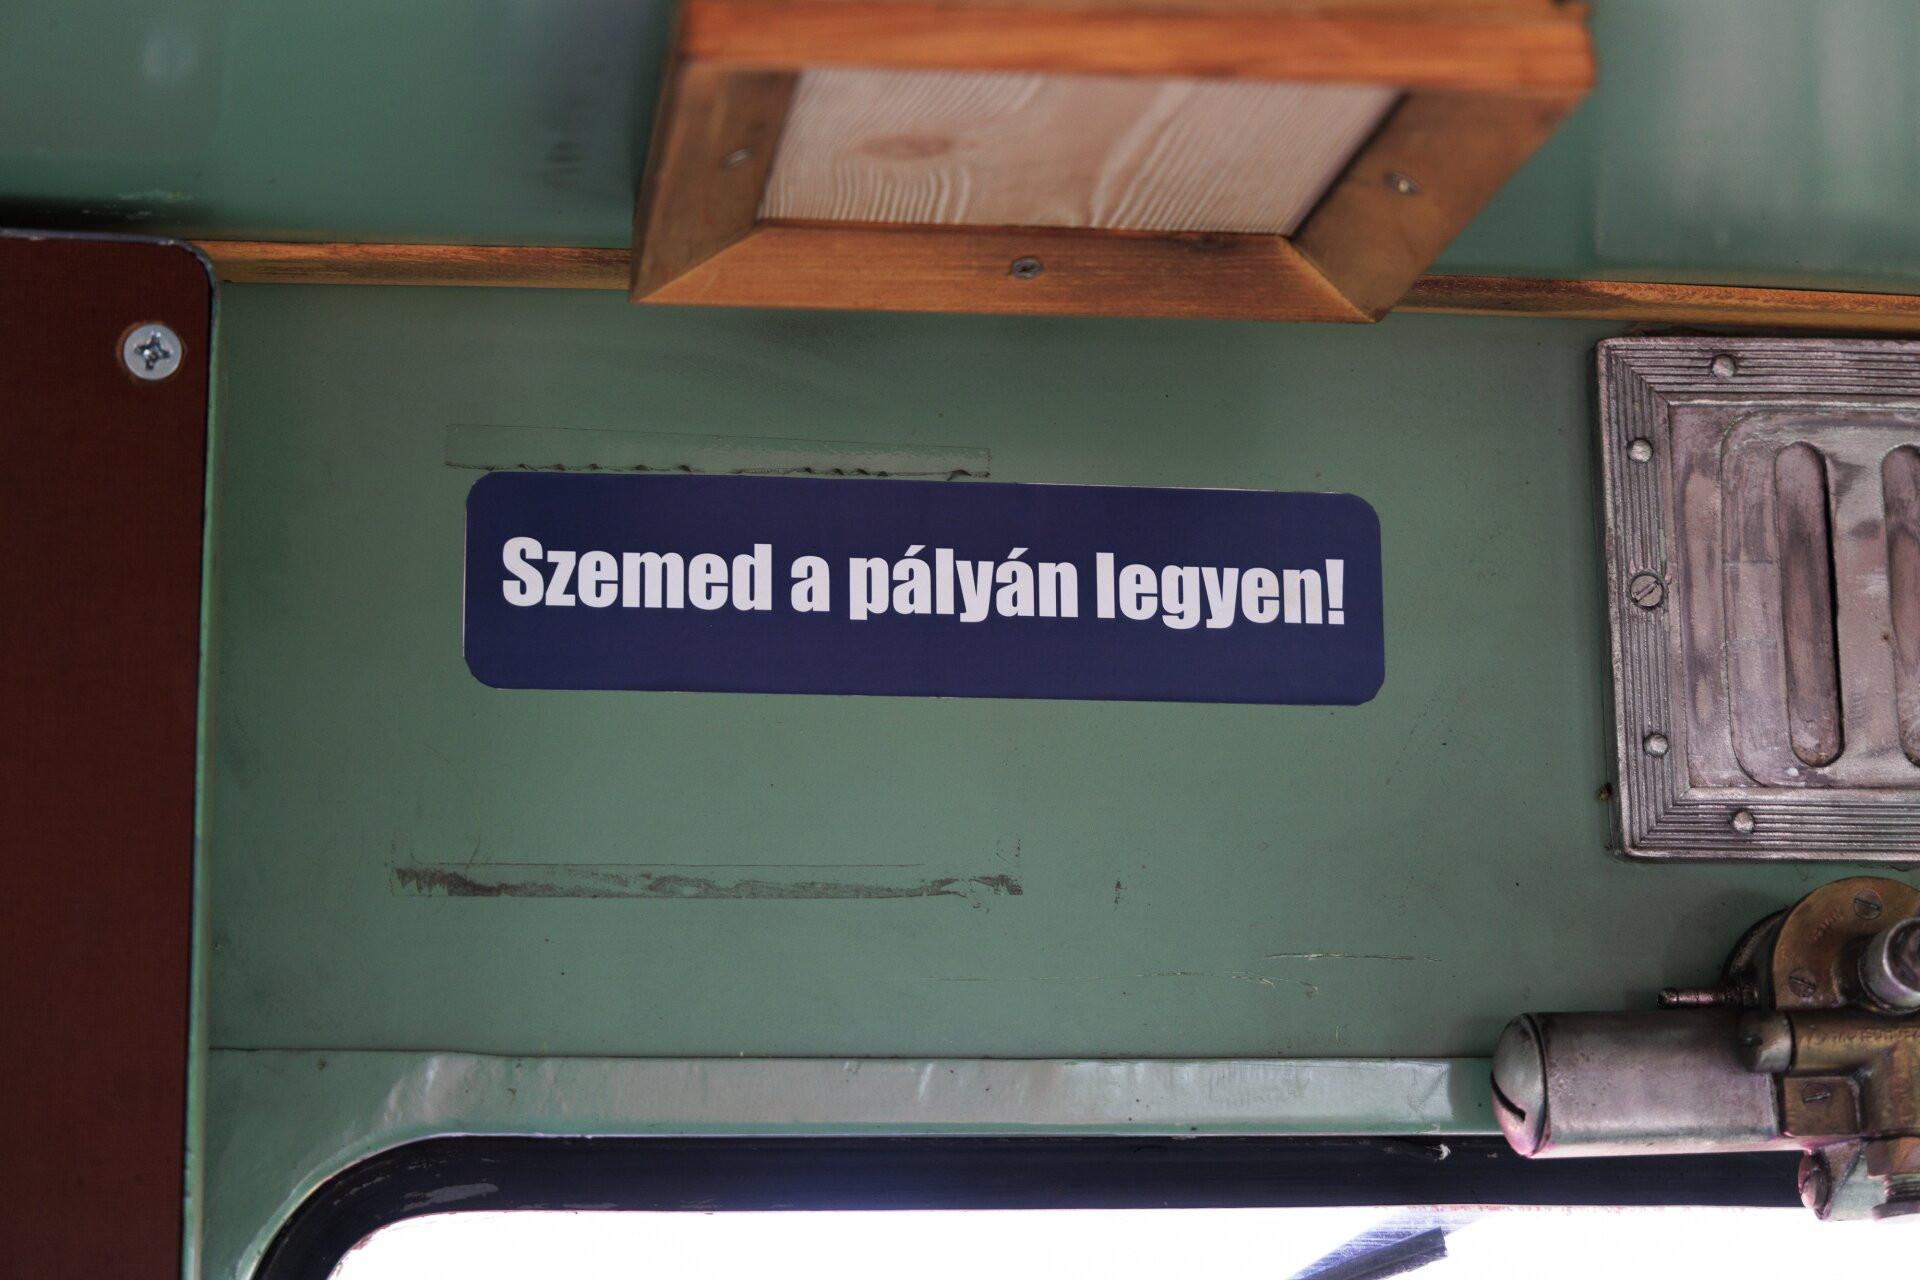 Szemed a pályán legyen!